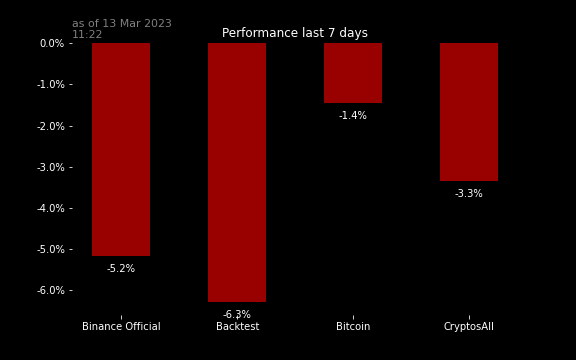 as of 13 Mar 2023
11:22
Performance last 7 days
0.0%
-1.0%
-2.0%
-3.0%
-4.0%
-5.0%
-6.0%
-5.2%
-6.3%
-1.4%
-3.3%
Binance Official
Backtest
Bitcoin
CryptosAll